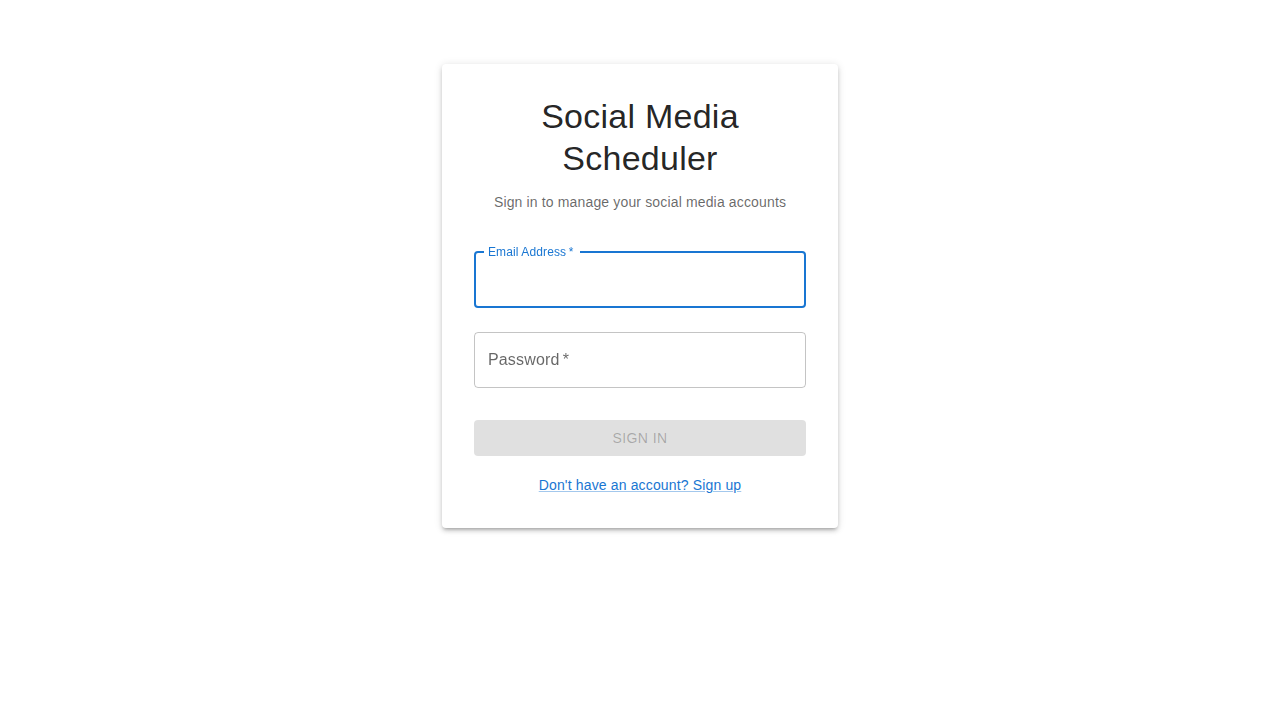 Social Media
Scheduler
Sign in to manage your social media accounts
Email Address *
Password *
SIGN IN
Don't have an account? Sign up